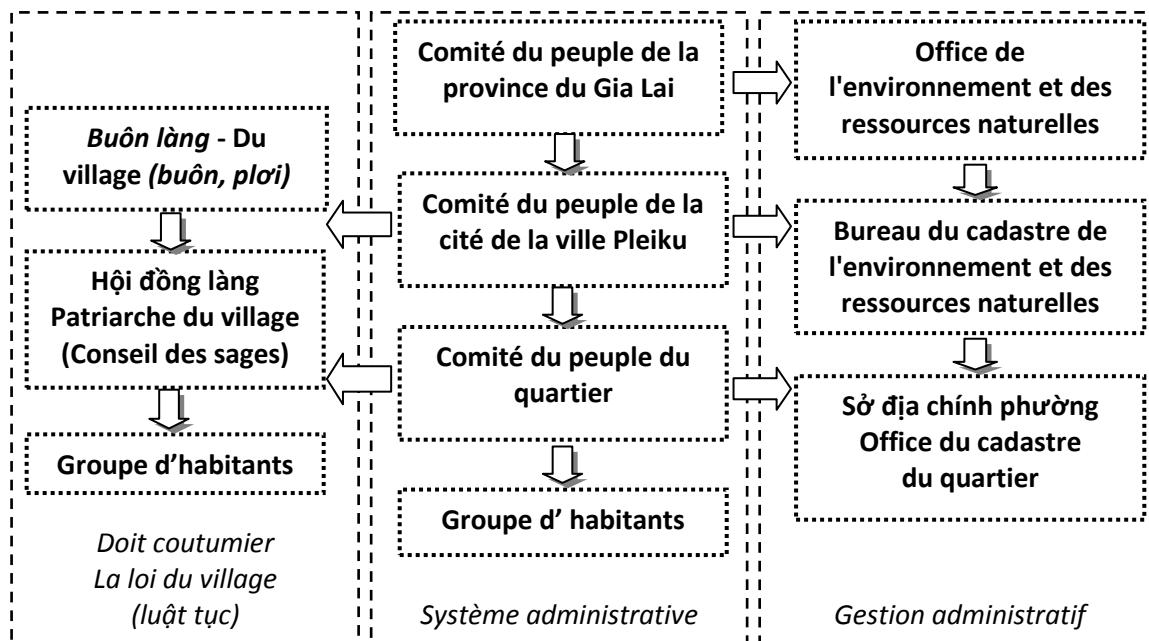 Buôn làng - Du
village (buôn, plơi)
Hội đồng làng
Patriarche du village
(Conseil des sages)
Groupe d’habitants
Doit coutumier
La loi du village
(luật tục)
Comité du peuple de la
province du Gia Lai
Comité du peuple de la
cité de la ville Pleiku
Comité du peuple du
quartier
Groupe d’ habitants
Système administrative
Office de
l'environnement et des
ressources naturelles
Bureau du cadastre de
l'environnement et des
ressources naturelles
Sở địa chính phường
Office du cadastre
du quartier
Gestion administratif